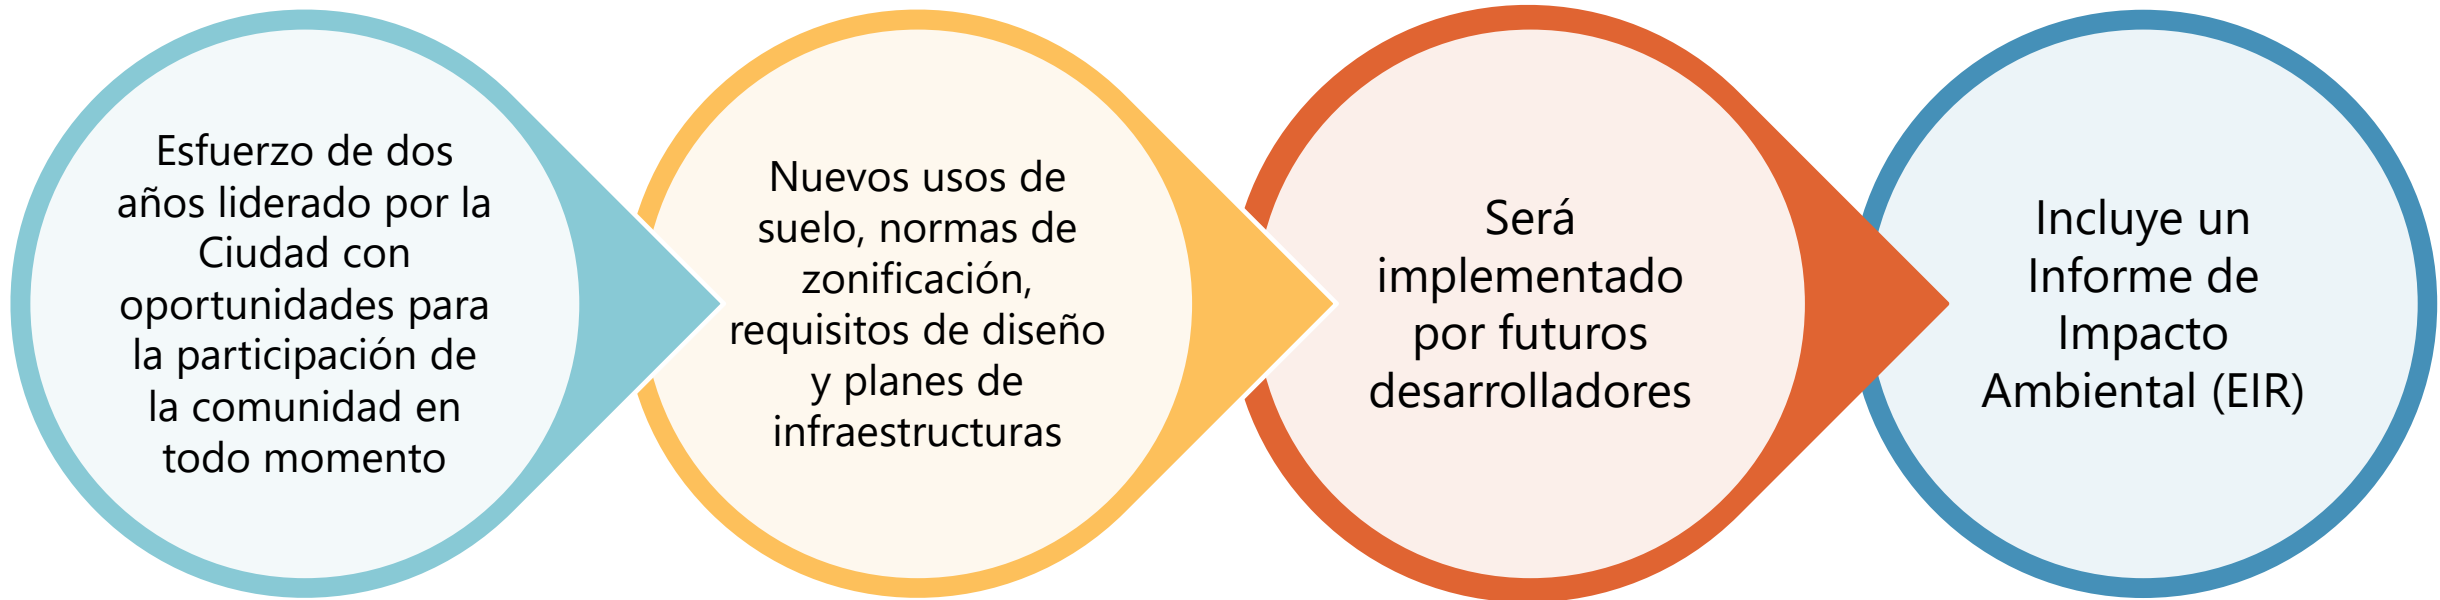 Esfuerzo de dos
años liderado por la
Ciudad con
oportunidades para
la participación de
la comunidad en
todo momento
Nuevos usos de
suelo, normas de
zonificación,
requisitos de diseño
y planes de
infraestructuras
Será
implementado
por futuros
desarrolladores
Incluye un
Informe de
Impacto
Ambiental (EIR)